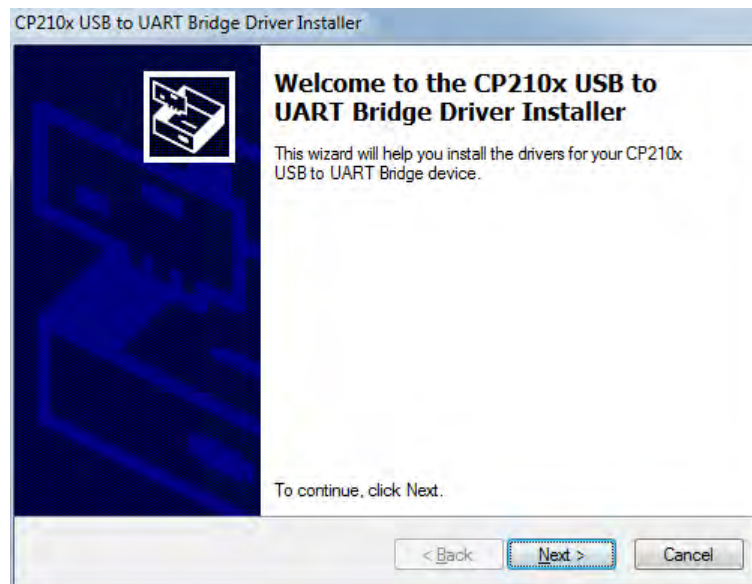 CP210x USB to UART Bridge Driver Installer
Welcome to the CP210x USB to
UART Bridge Driver Installer
This wizard will help you install the drivers for your CP210x
USB to UART Bridge device.
To continue, click Next.
< Back Next > Cancel